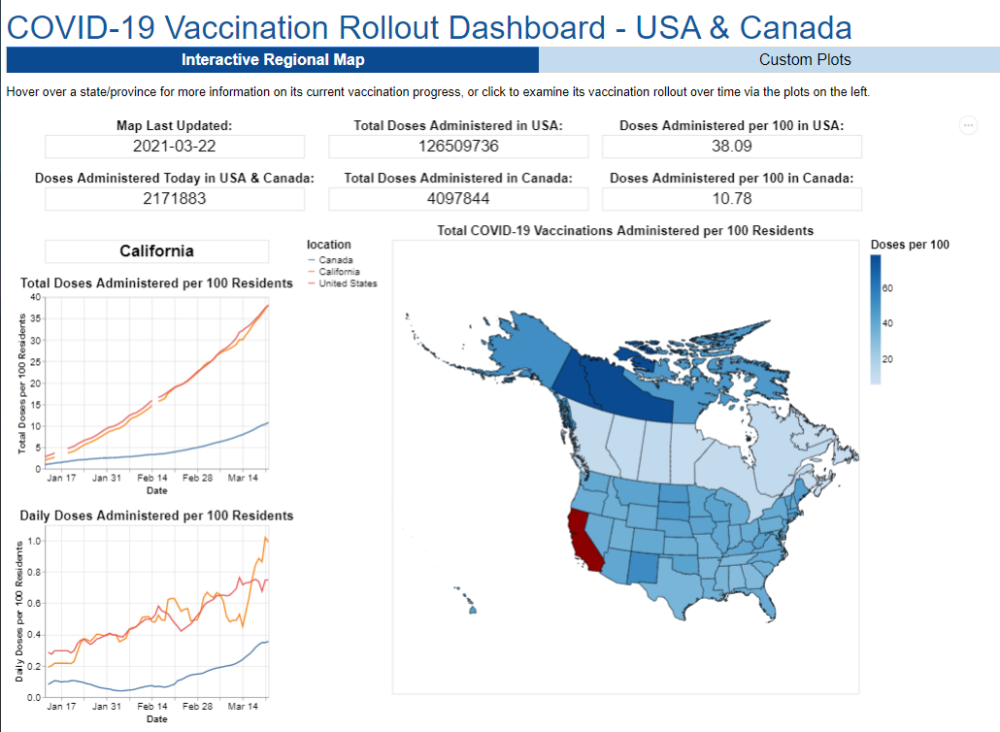 COVID-19 Vaccination Rollout Dashboard - USA & Canada
Interactive Regional Map
Custom Plots
Hover over a state/province for more information on its current vaccination progress, or click to examine its vaccination rollout over time via the plots on the left.
Map Last Updated:
Total Doses Administered in USA:
Doses Administered per 100 in USA:
2021-03-22
126509736
38.09
Doses Administered Today in USA & Canada:
Total Doses Administered in Canada:
Doses Administered per 100 in Canada:
2171883
4097844
10.78
California
location
Canada
California
United States
Total Doses Administered per 100 Residents
Total Doses per 100 Residents
40
35
30
25
20
15
10
5
0
Jan 17 Jan 31 Feb 14 Feb 28 Mar 14
Date
Daily Doses Administered per 100 Residents
Daily Doses per 100 Residents
1.0
0.8
0.6
0.4
0.2
0.0
Jan 17 Jan 31 Feb 14 Feb 28 Mar 14
Date
Total COVID-19 Vaccinations Administered per 100 Residents
Doses per 100
60
40
20